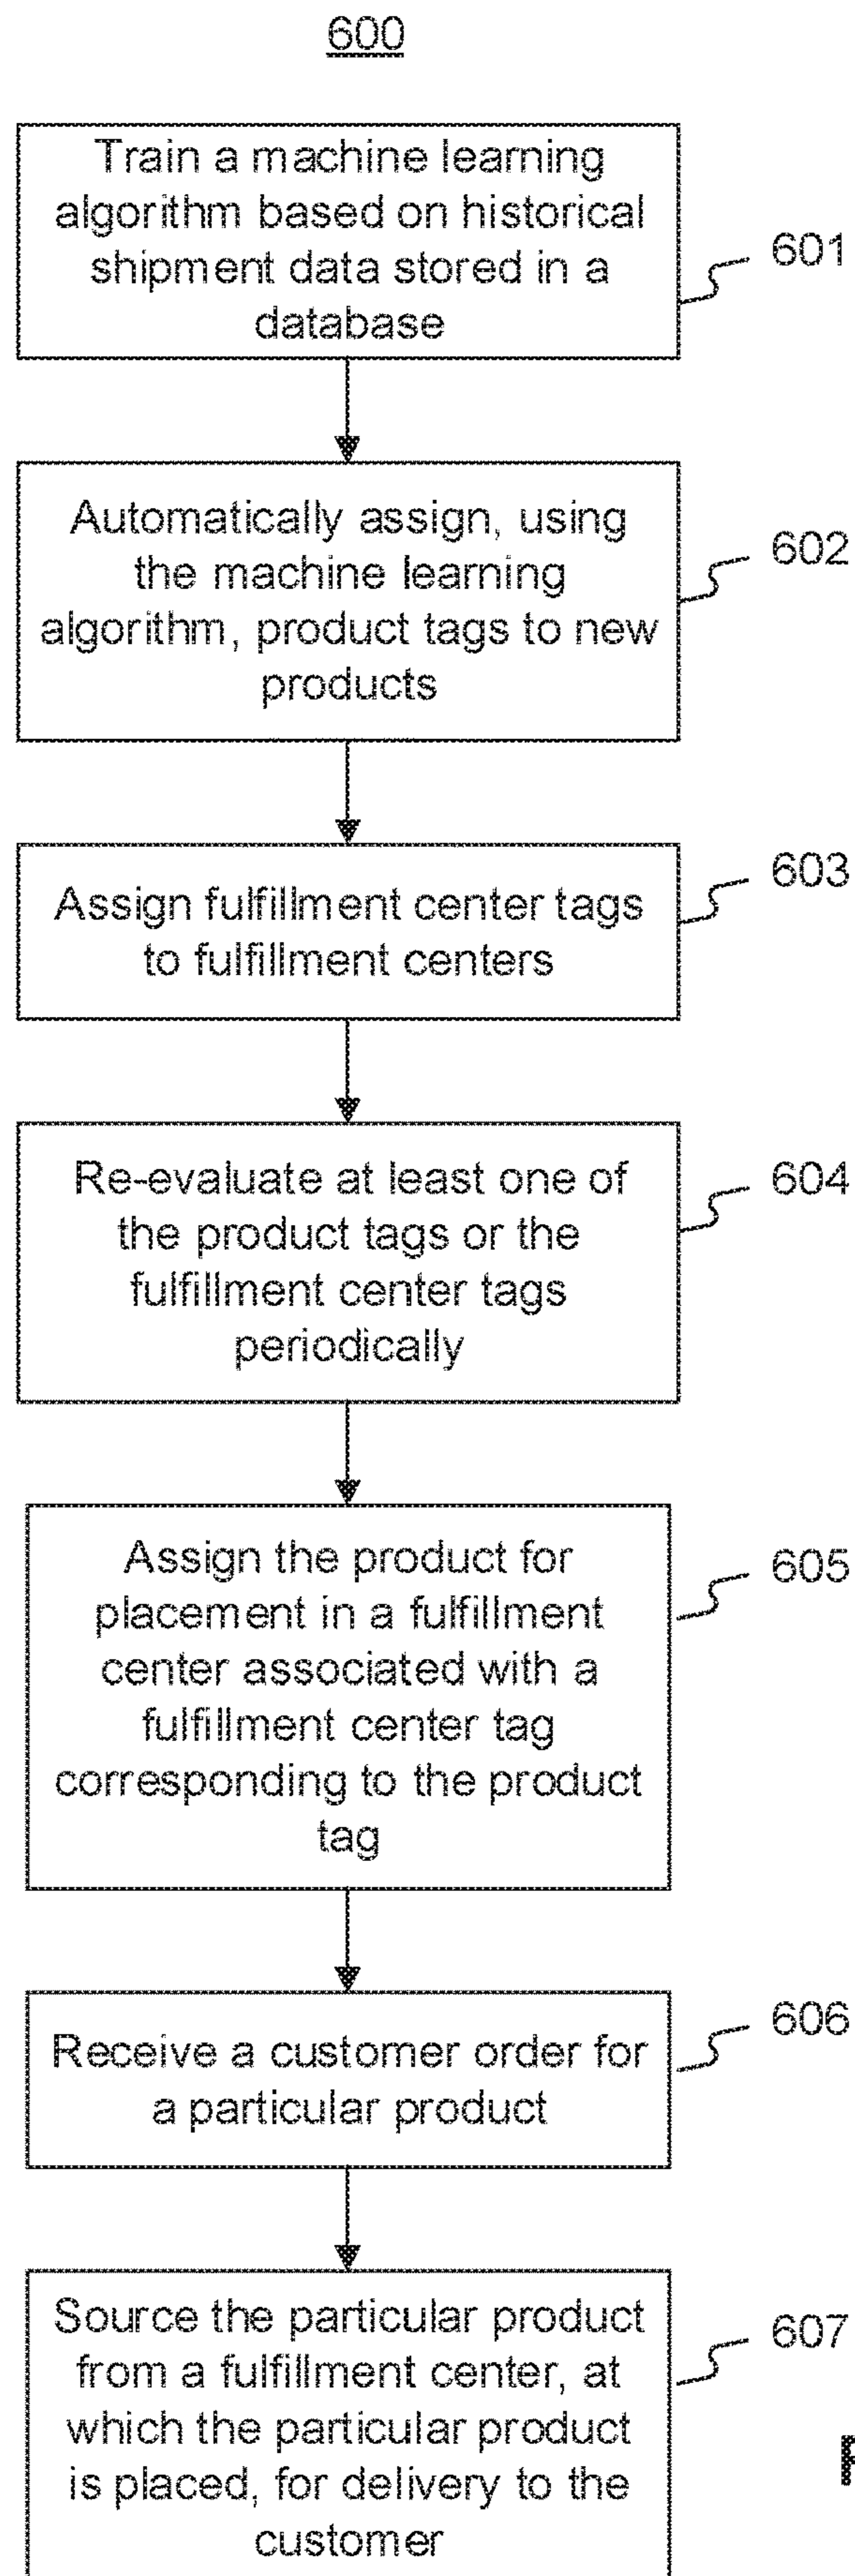 600
Train a machine learning
algorithm based on historical
shipment data stored in a
database
601
Automatically assign, using
the machine learning
algorithm, product tags to new
products
602
Assign fulfillment center tags
to fulfillment centers
603
Re-evaluate at least one of
the product tags or the
fulfillment center tags
periodically
604
Assign the product for
placement in a fulfillment
center associated with a
fulfillment center tag
corresponding to the product
tag
605
Receive a customer order for
a particular product
606
Source the particular product
from a fulfillment center, at
which the particular product
is placed, for delivery to the
customer
607